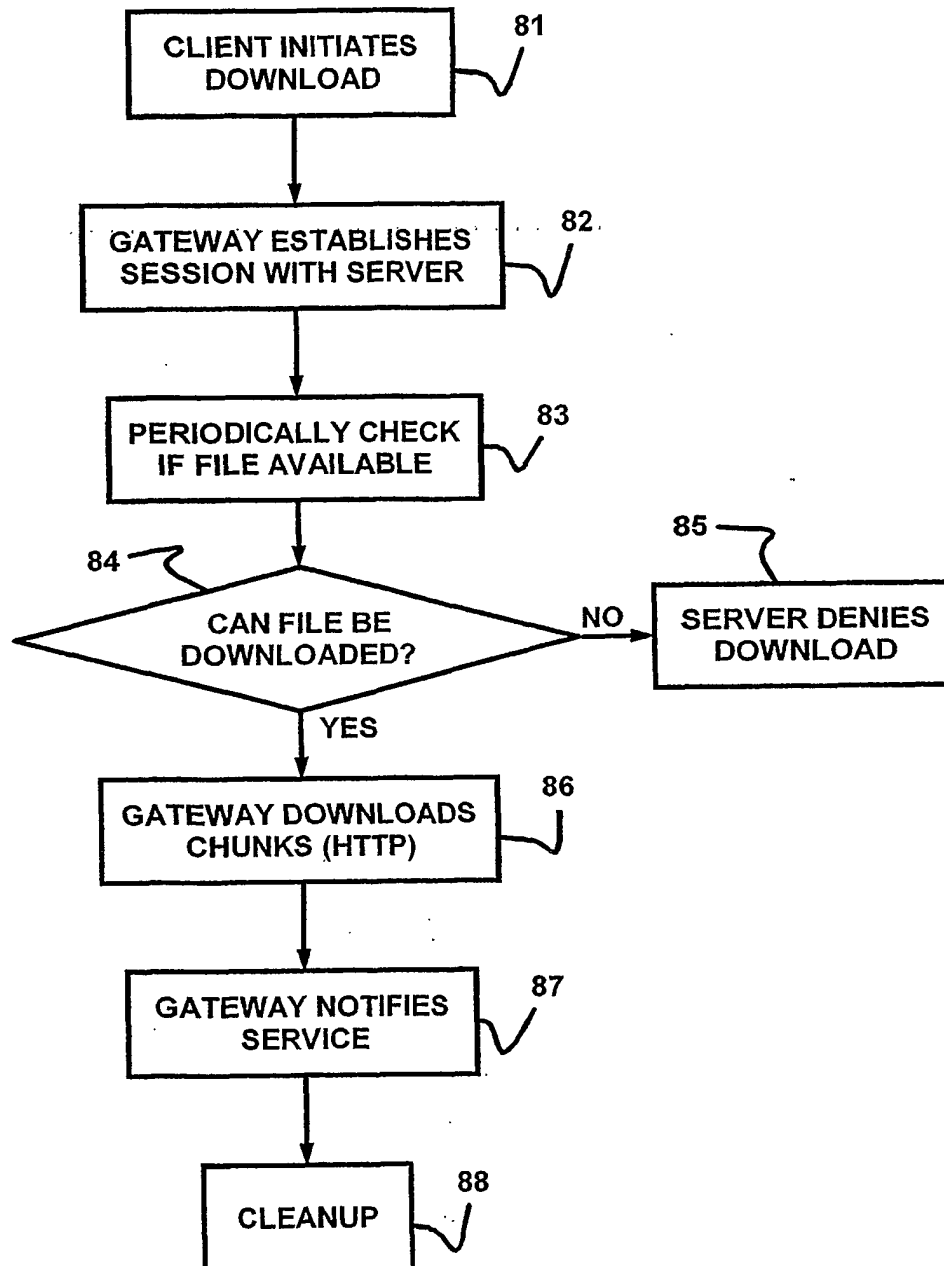 CLIENT INITIATES
DOWNLOAD
81
GATEWAY ESTABLISHES
SESSION WITH SERVER
82
PERIODICALLY CHECK
IF FILE AVAILABLE
83
84
CAN FILE BE
DOWNLOADED?
NO
85
SERVER DENIES
DOWNLOAD
YES
GATEWAY DOWNLOADS
CHUNKS (HTTP)
86
GATEWAY NOTIFIES
SERVICE
87
CLEANUP
88